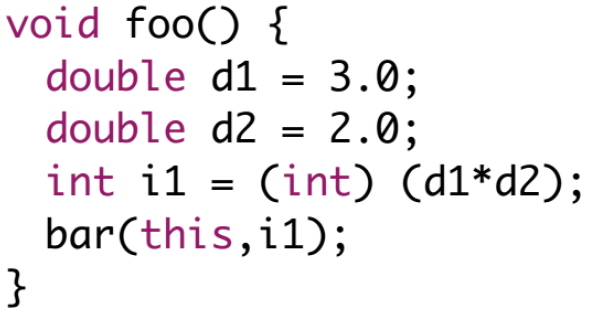 void foo() {
  double d1 = 3.0;
  double d2 = 2.0;
  int i1 = (int) (d1*d2);
  bar(this,i1);
}